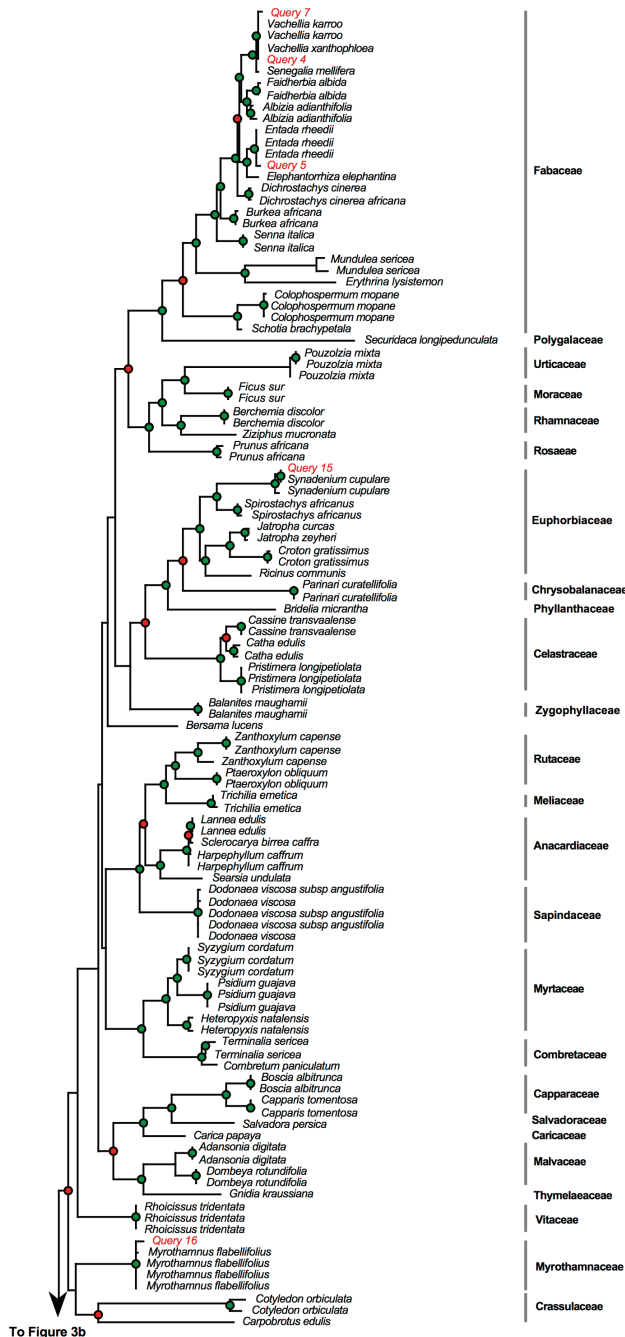 Query 7
Vachellia karroo
Vachellia karroo
Vachellia xanthophloea
Query 4
Senegalia mellifera
Faidherbia albida
Faidherbia albida
Albizia adianthifolia
Albizia adianthifolia
Entada rheedii
Entada rheedii
Entada rheedii
Query 5
Elephantorrhiza elephantina
Dichrostachys cinerea
Dichrostachys cinerea africana
Burkea africana
Burkea africana
Senna italica
Senna italica
Mundulea sericea
Mundulea sericea
Erythrina lysistemon
Colophospermum mopane
Colophospermum mopane
Colophospermum mopane
Schotia brachypetala
Fabaceae
Securidaca longipedunculata
Polygalaceae
Pouzolzia mixta
Pouzolzia mixta
Pouzolzia mixta
Urticaceae
Ficus sur
Ficus sur
Moraceae
Berchemia discolor
Berchemia discolor
Ziziphus mucronata
Rhamnaceae
Prunus africana
Prunus africana
Rosaeae
Query 15
Synadenium cupulare
Synadenium cupulare
Spirostachys africanus
Spirostachys africanus
Jatropha curcas
Jatropha zeyheri
Croton gratissimus
Croton gratissimus
Ricinus communis
Euphorbiaceae
Parinari curatellifolia
Parinari curatellifolia
Chrysobalanaceae
Bridelia micrantha
Phyllanthaceae
Cassine transvaalense
Cassine transvaalense
Catha edulis
Catha edulis
Pristimera longipetiolata
Pristimera longipetiolata
Pristimera longipetiolata
Celastraceae
Balanites maughamii
Balanites maughamii
Zygophyllaceae
Bersama lucens
Zanthoxylum capense
Zanthoxylum capense
Zanthoxylum capense
Ptaeroxylon obliquum
Ptaeroxylon obliquum
Rutaceae
Trichilia emetica
Trichilia emetica
Meliaceae
Lannea edulis
Lannea edulis
Sclerocarya birrea caffra
Harpephyllum caffrum
Harpephyllum caffrum
Searsia undulata
Anacardiaceae
Dodonaea viscosa subsp angustifolia
Dodonaea viscosa
Dodonaea viscosa subsp angustifolia
Dodonaea viscosa subsp angustifolia
Dodonaea viscosa
Sapindaceae
Syzygium cordatum
Syzygium cordatum
Syzygium cordatum
Psidium guajava
Psidium guajava
Psidium guajava
Heteropyxis natalensis
Heteropyxis natalensis
Myrtaceae
Terminalia sericea
Terminalia sericea
Combretum paniculatum
Combretaceae
Boscia albitrunca
Boscia albitrunca
Capparis tomentosa
Capparis tomentosa
Capparaceae
Salvadora persica
Salvadoraceae
Carica papaya
Caricaceae
Adansonia digitata
Adansonia digitata
Dombeya rotundifolia
Dombeya rotundifolia
Malvaceae
Gnidia kraussiana
Thymelaeaceae
Rhoicissus tridentata
Rhoicissus tridentata
Rhoicissus tridentata
Vitaceae
Query 16
Myrothamnus flabellifolius
Myrothamnus flabellifolius
Myrothamnus flabellifolius
Myrothamnus flabellifolius
Myrothamnaceae
Cotyledon orbiculata
Cotyledon orbiculata
Carpobrotus edulis
Crassulaceae
To Figure 3b